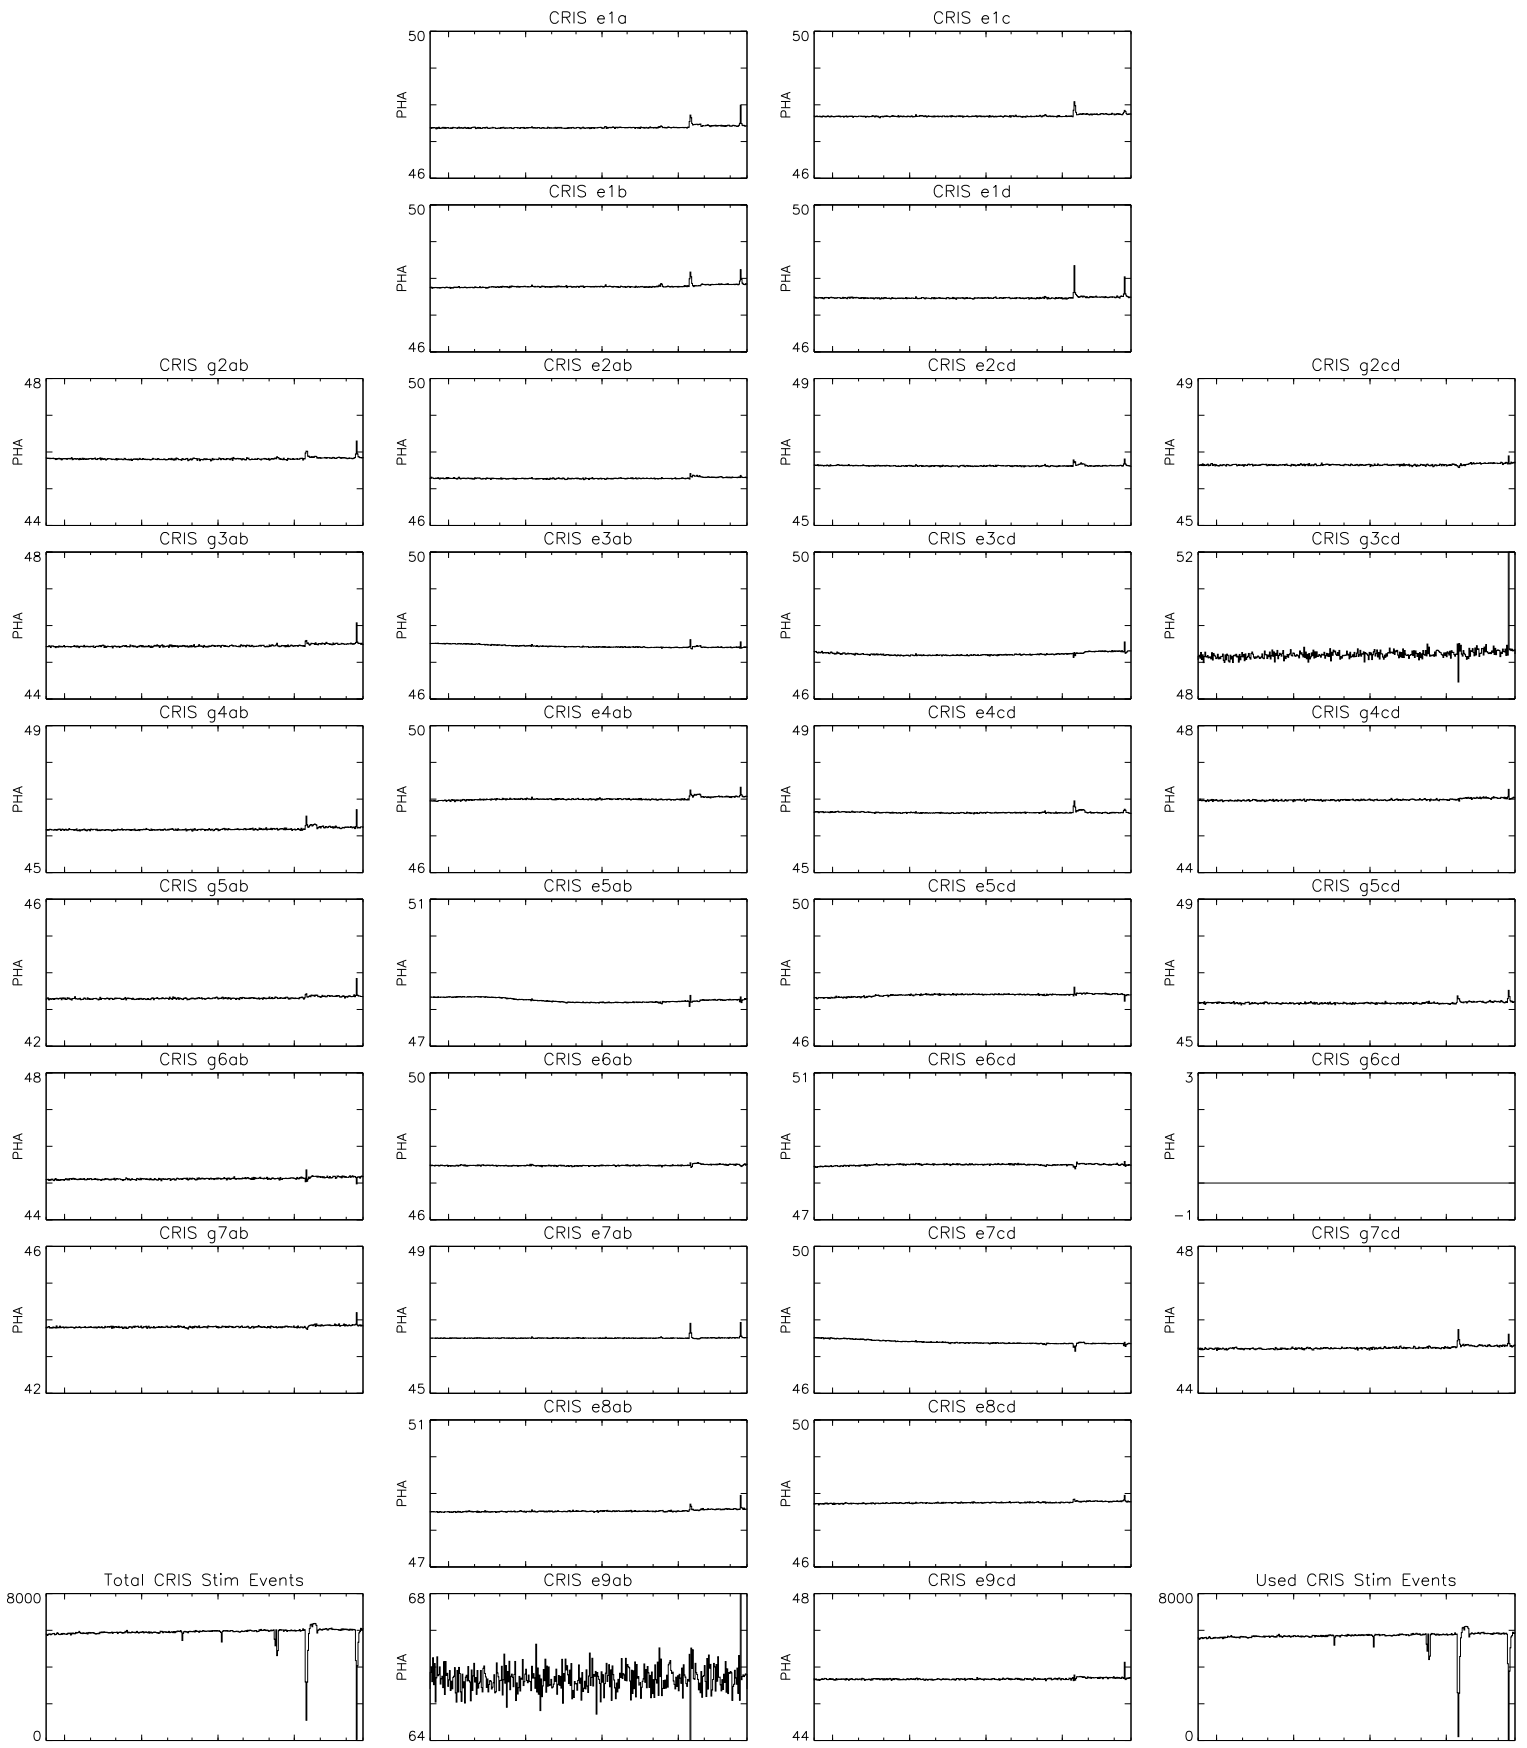 CRIS e1a
CRIS e1c
50
PHA
46
50
PHA
46
CRIS e1b
CRIS e1d
50
PHA
46
50
PHA
46
CRIS g2ab
CRIS e2ab
CRIS e2cd
CRIS g2cd
48
PHA
44
50
PHA
46
49
PHA
45
49
PHA
45
CRIS g3ab
CRIS e3ab
CRIS e3cd
CRIS g3cd
48
PHA
44
50
PHA
46
50
PHA
46
52
PHA
48
CRIS g4ab
CRIS e4ab
CRIS e4cd
CRIS g4cd
49
PHA
45
50
PHA
46
49
PHA
45
48
PHA
44
CRIS g5ab
CRIS e5ab
CRIS e5cd
CRIS g5cd
46
PHA
42
51
PHA
47
50
PHA
46
49
PHA
45
CRIS g6ab
CRIS e6ab
CRIS e6cd
CRIS g6cd
48
PHA
44
50
PHA
46
51
PHA
47
3
PHA
-1
CRIS g7ab
CRIS e7ab
CRIS e7cd
CRIS g7cd
46
PHA
42
49
PHA
45
50
PHA
46
48
PHA
44
CRIS e8ab
CRIS e8cd
51
PHA
47
50
PHA
46
Total CRIS Stim Events
CRIS e9ab
CRIS e9cd
Used CRIS Stim Events
8000
0
68
PHA
64
48
PHA
44
8000
0